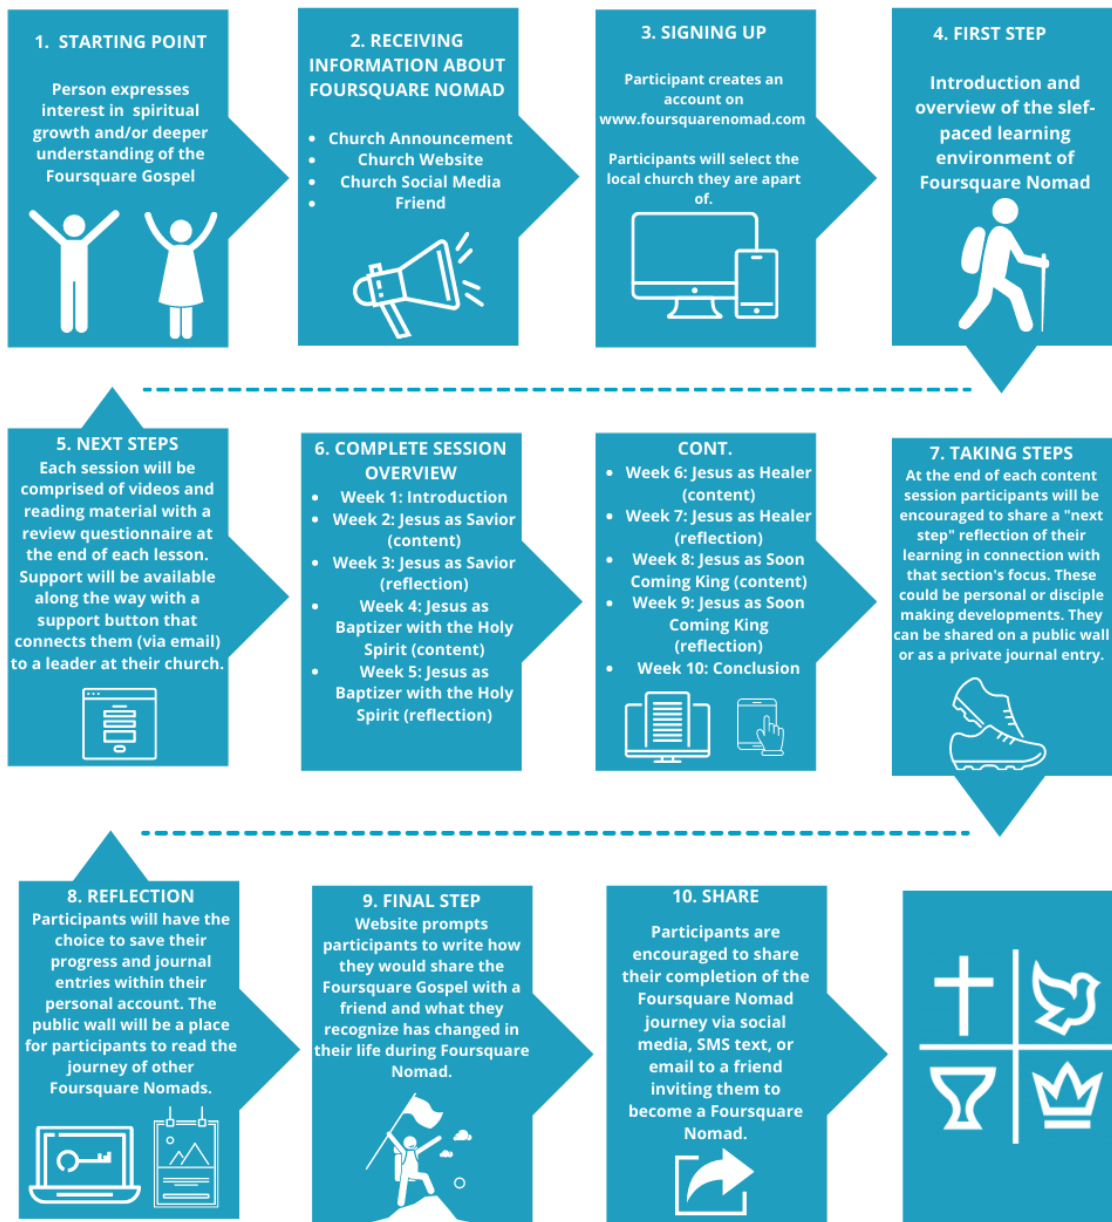 1.  STARTING POINT
Person expresses
interest in  spiritual
growth and/or deeper
understanding of the
Foursquare Gospel
2. RECEIVING
INFORMATION ABOUT
FOURSQUARE NOMAD
• Church Announcement
• Church Website
• Church Social Media
• Friend
3. SIGNING UP
Participant creates an
account on
www.foursquarenomad.com
Participants will select the
local church they are apart
of.
4. FIRST STEP
Introduction and
overview of the slef-
paced learning
environment of
Foursquare Nomad
5. NEXT STEPS
Each session will be
comprised of videos and
reading material with a
review questionnaire at
the end of each lesson.
Support will be available
along the way with a
support button that
connects them (via email)
to a leader at their church.
6. COMPLETE SESSION
OVERVIEW
• Week 1: Introduction
• Week 2: Jesus as Savior
(content)
• Week 3: Jesus as Savior
(reflection)
• Week 4: Jesus as
Baptizer with the Holy
Spirit (content)
• Week 5: Jesus as
Baptizer with the Holy
Spirit (reflection)
CONT.
• Week 6: Jesus as Healer
(content)
• Week 7: Jesus as Healer
(reflection)
• Week 8: Jesus as Soon
Coming King (content)
• Week 9: Jesus as Soon
Coming King
(reflection)
• Week 10: Conclusion
7. TAKING STEPS
At the end of each content
session participants will be
encouraged to share a "next
step" reflection of their
learning in connection with
that section's focus. These
could be personal or disciple
making developments. They
can be shared on a public wall
or as a private journal entry.
8. REFLECTION
Participants will have the
choice to save their
progress and journal
entries within their
personal account. The
public wall will be a place
for participants to read the
journey of other
Foursquare Nomads.
9. FINAL STEP
Website prompts
participants to write how
they would share the
Foursquare Gospel with a
friend and what they
recognize has changed in
their life during Foursquare
Nomad.
10. SHARE
Participants are
encouraged to share
their completion of the
Foursquare Nomad
journey via social
media, SMS text, or
email to a friend
inviting them to
become a Foursquare
Nomad.